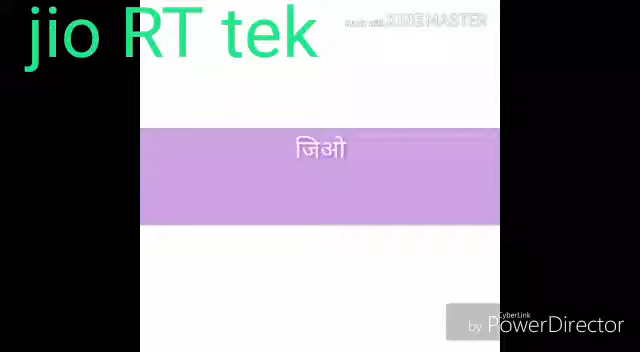 jio RT tek
Made with KINEMASTER
जिओ
CyberLink
by PowerDirector